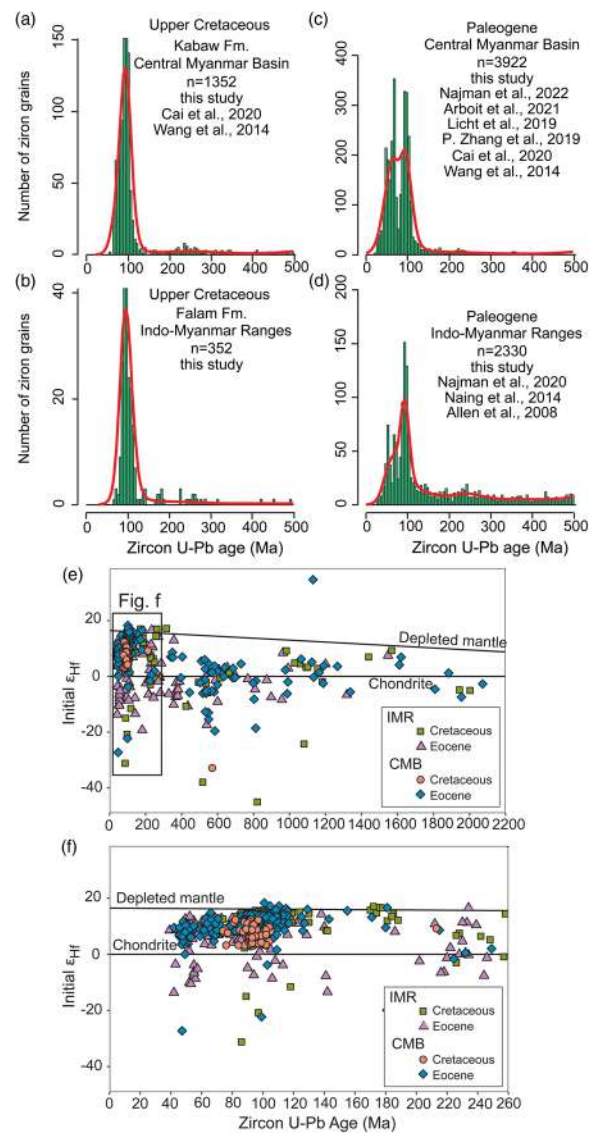 (a)
Upper Cretaceous
Kabaw Fm.
Central Myanmar Basin
n=1352
this study
Cai et al., 2020
Wang et al., 2014
Number of ziron grains
150
100
50
0
0 100 200 300 400 500
(b)
Upper Cretaceous
Falam Fm.
Indo-Myanmar Ranges
n=352
this study
Number of ziron grains
40
20
0
0 100 200 300 400 500
Zircon U-Pb age (Ma)
(c)
Paleogene
Central Myanmar Basin
n=3922
this study
Najman et al., 2022
Arboit et al., 2021
Licht et al., 2019
P. Zhang et al., 2019
Cai et al., 2020
Wang et al., 2014
400
300
200
100
0
0 100 200 300 400 500
(d)
Paleogene
Indo-Myanmar Ranges
n=2330
this study
Najman et al., 2020
Naing et al., 2014
Allen et al., 2008
200
150
100
50
0
0 100 200 300 400 500
Zircon U-Pb age (Ma)
(e)
Fig. f
Initial εHf
20
0
-20
-40
Depleted mantle
Chondrite
IMR
Cretaceous
Eocene
CMB
Cretaceous
Eocene
0 200 400 600 800 1000 1200 1400 1600 1800 2000 2200
(f)
Initial εHf
20
0
-20
-40
Depleted mantle
Chondrite
IMR
Cretaceous
Eocene
CMB
Cretaceous
Eocene
0 20 40 60 80 100 120 140 160 180 200 220 240 260
Zircon U-Pb Age (Ma)